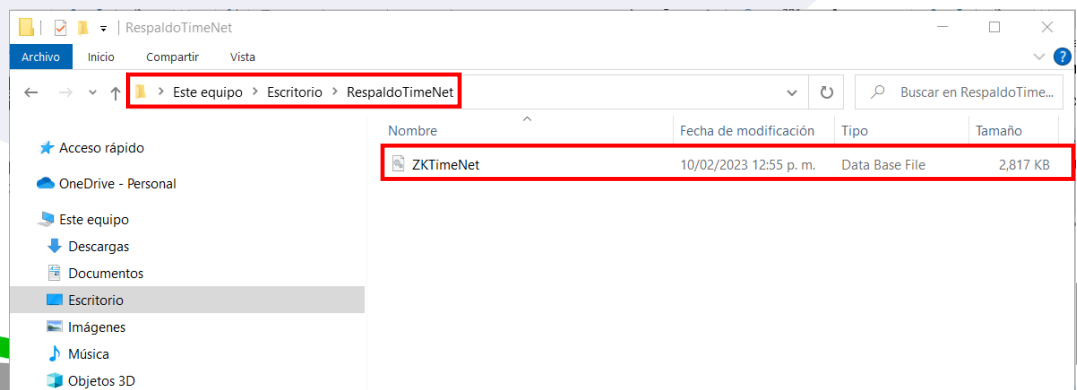 RespaldoTimeNet
Archivo Inicio Compartir Vista
Este equipo > Escritorio > RespaldoTimeNet
Buscar en RespaldoTime...
Nombre Fecha de modificación Tipo Tamaño
ZKTimeNet 10/02/2023 12:55 p. m. Data Base File 2,817 KB
Acceso rápido
OneDrive - Personal
Este equipo
Descargas
Documentos
Escritorio
Imágenes
Música
Objetos 3D